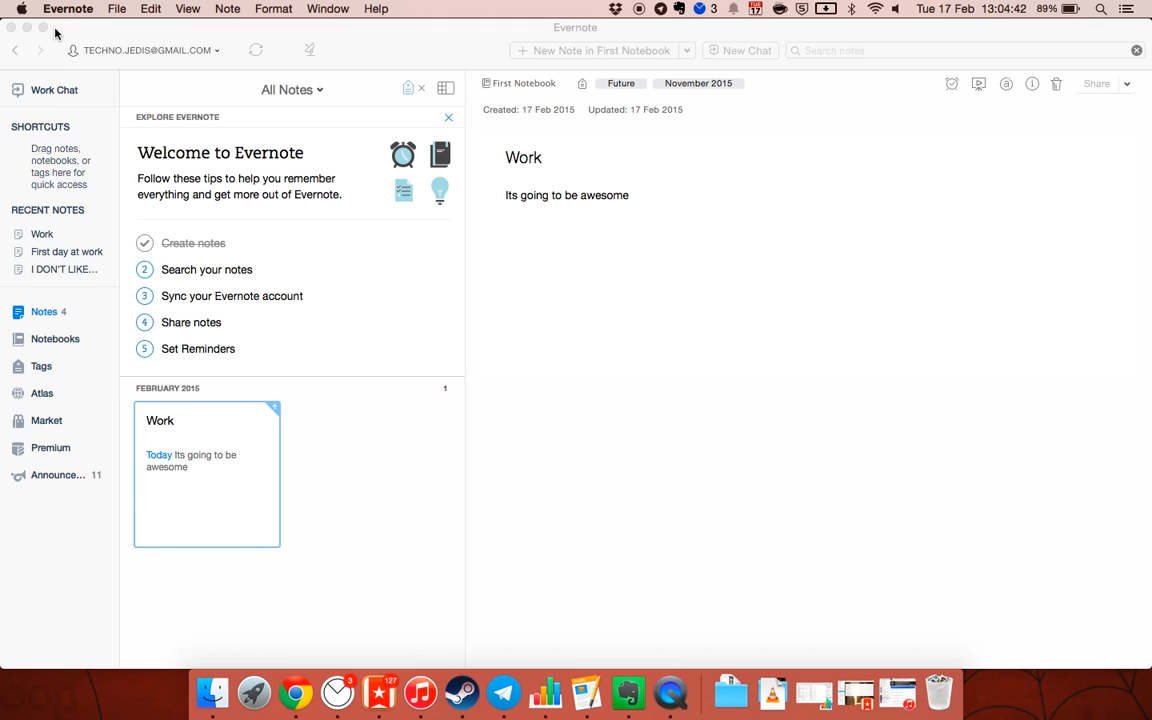 Evernote File Edit View Note Format Window Help 3 17 Tue 17 Feb 13:04:42 89%
Evernote
TECHNO.JEDIS@GMAIL.COM New Note in First Notebook New Chat Search notes
Work Chat
SHORTCUTS
Drag notes,
notebooks, or
tags here for
quick access
RECENT NOTES
Work
First day at work
I DON'T LIKE...
Notes 4
Notebooks
Tags
Atlas
Market
Premium
Announce... 11
All Notes
EXPLORE EVERNOTE
Welcome to Evernote
Follow these tips to help you remember
everything and get more out of Evernote.
Create notes
2 Search your notes
3 Sync your Evernote account
4 Share notes
5 Set Reminders
FEBRUARY 2015 1
Work
Today Its going to be
awesome
First Notebook Future November 2015 Share
Created: 17 Feb 2015 Updated: 17 Feb 2015
Work
Its going to be awesome
3 127